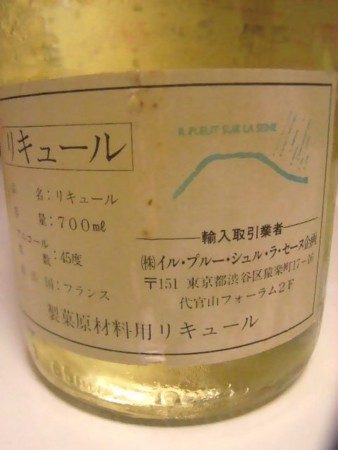 リキュール
名：リキュール
量：700ml
アルコール
数：45度
国：フランス
製菓原材料用リキュール
IL PLEUT SUR LA SEINE
輸入取引業者
㈱イル・プルー・シュル・ラ・セーヌ企画
〒151 東京都渋谷区猿楽町17-16
代官山フォーラム2F